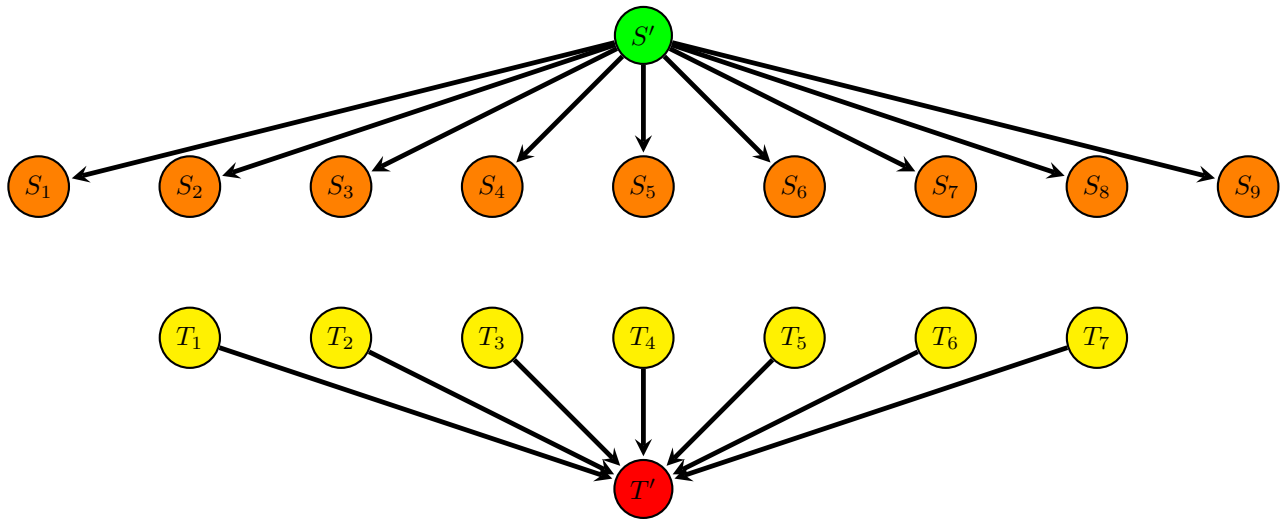 S′
S₁ S₂ S₃ S₄ S₅ S₆ S₇ S₈ S₉
T₁ T₂ T₃ T₄ T₅ T₆ T₇
T′